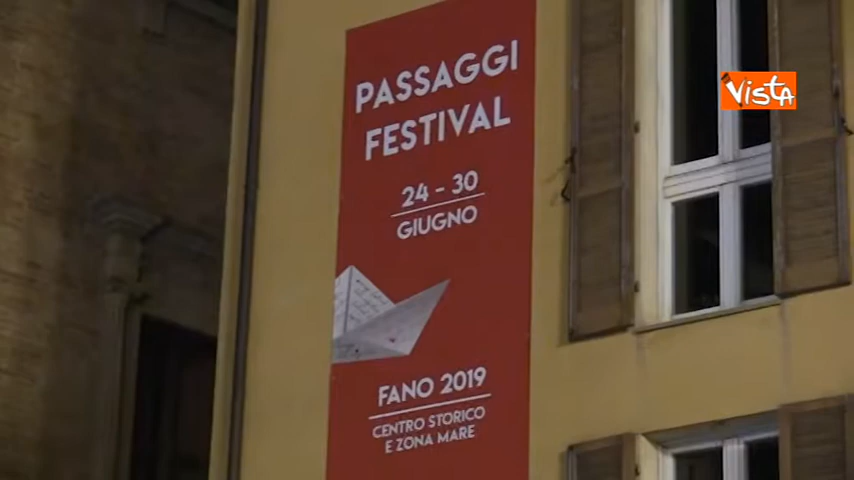 PASSAGGI
FESTIVAL
24 - 30
GIUGNO
FANO 2019
CENTRO STORICO
E ZONA MARE
VISTA